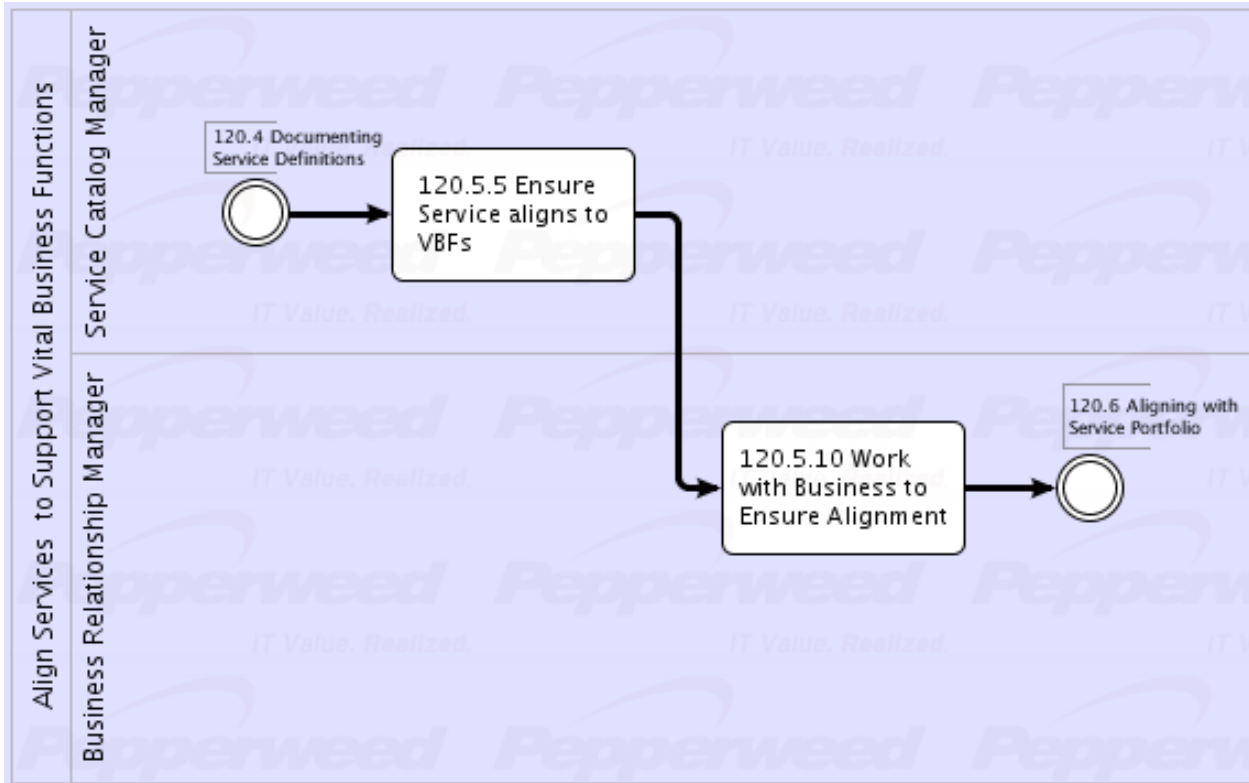 Align Services to Support Vital Business Functions
Service Catalog Manager
120.4 Documenting
Service Definitions
120.5.5 Ensure
Service aligns to
VBFs
Business Relationship Manager
120.5.10 Work
with Business to
Ensure Alignment
120.6 Aligning with
Service Portfolio
Pepperweed
IT Value. Realized.